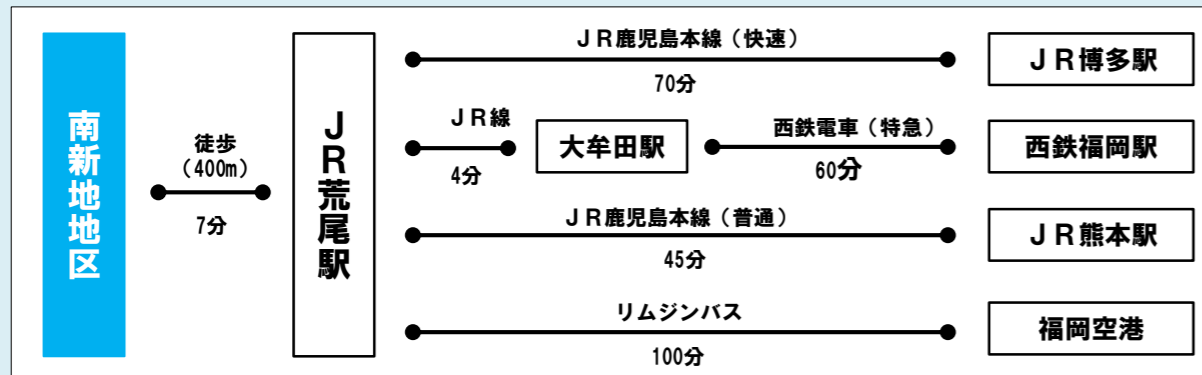 南新地地区
徒歩
(400m)
7分
JR荒尾駅
JR鹿児島本線(快速)
70分
JR博多駅
JR線
4分
大牟田駅
西鉄電車(特急)
60分
西鉄福岡駅
JR鹿児島本線(普通)
45分
JR熊本駅
リムジンバス
100分
福岡空港